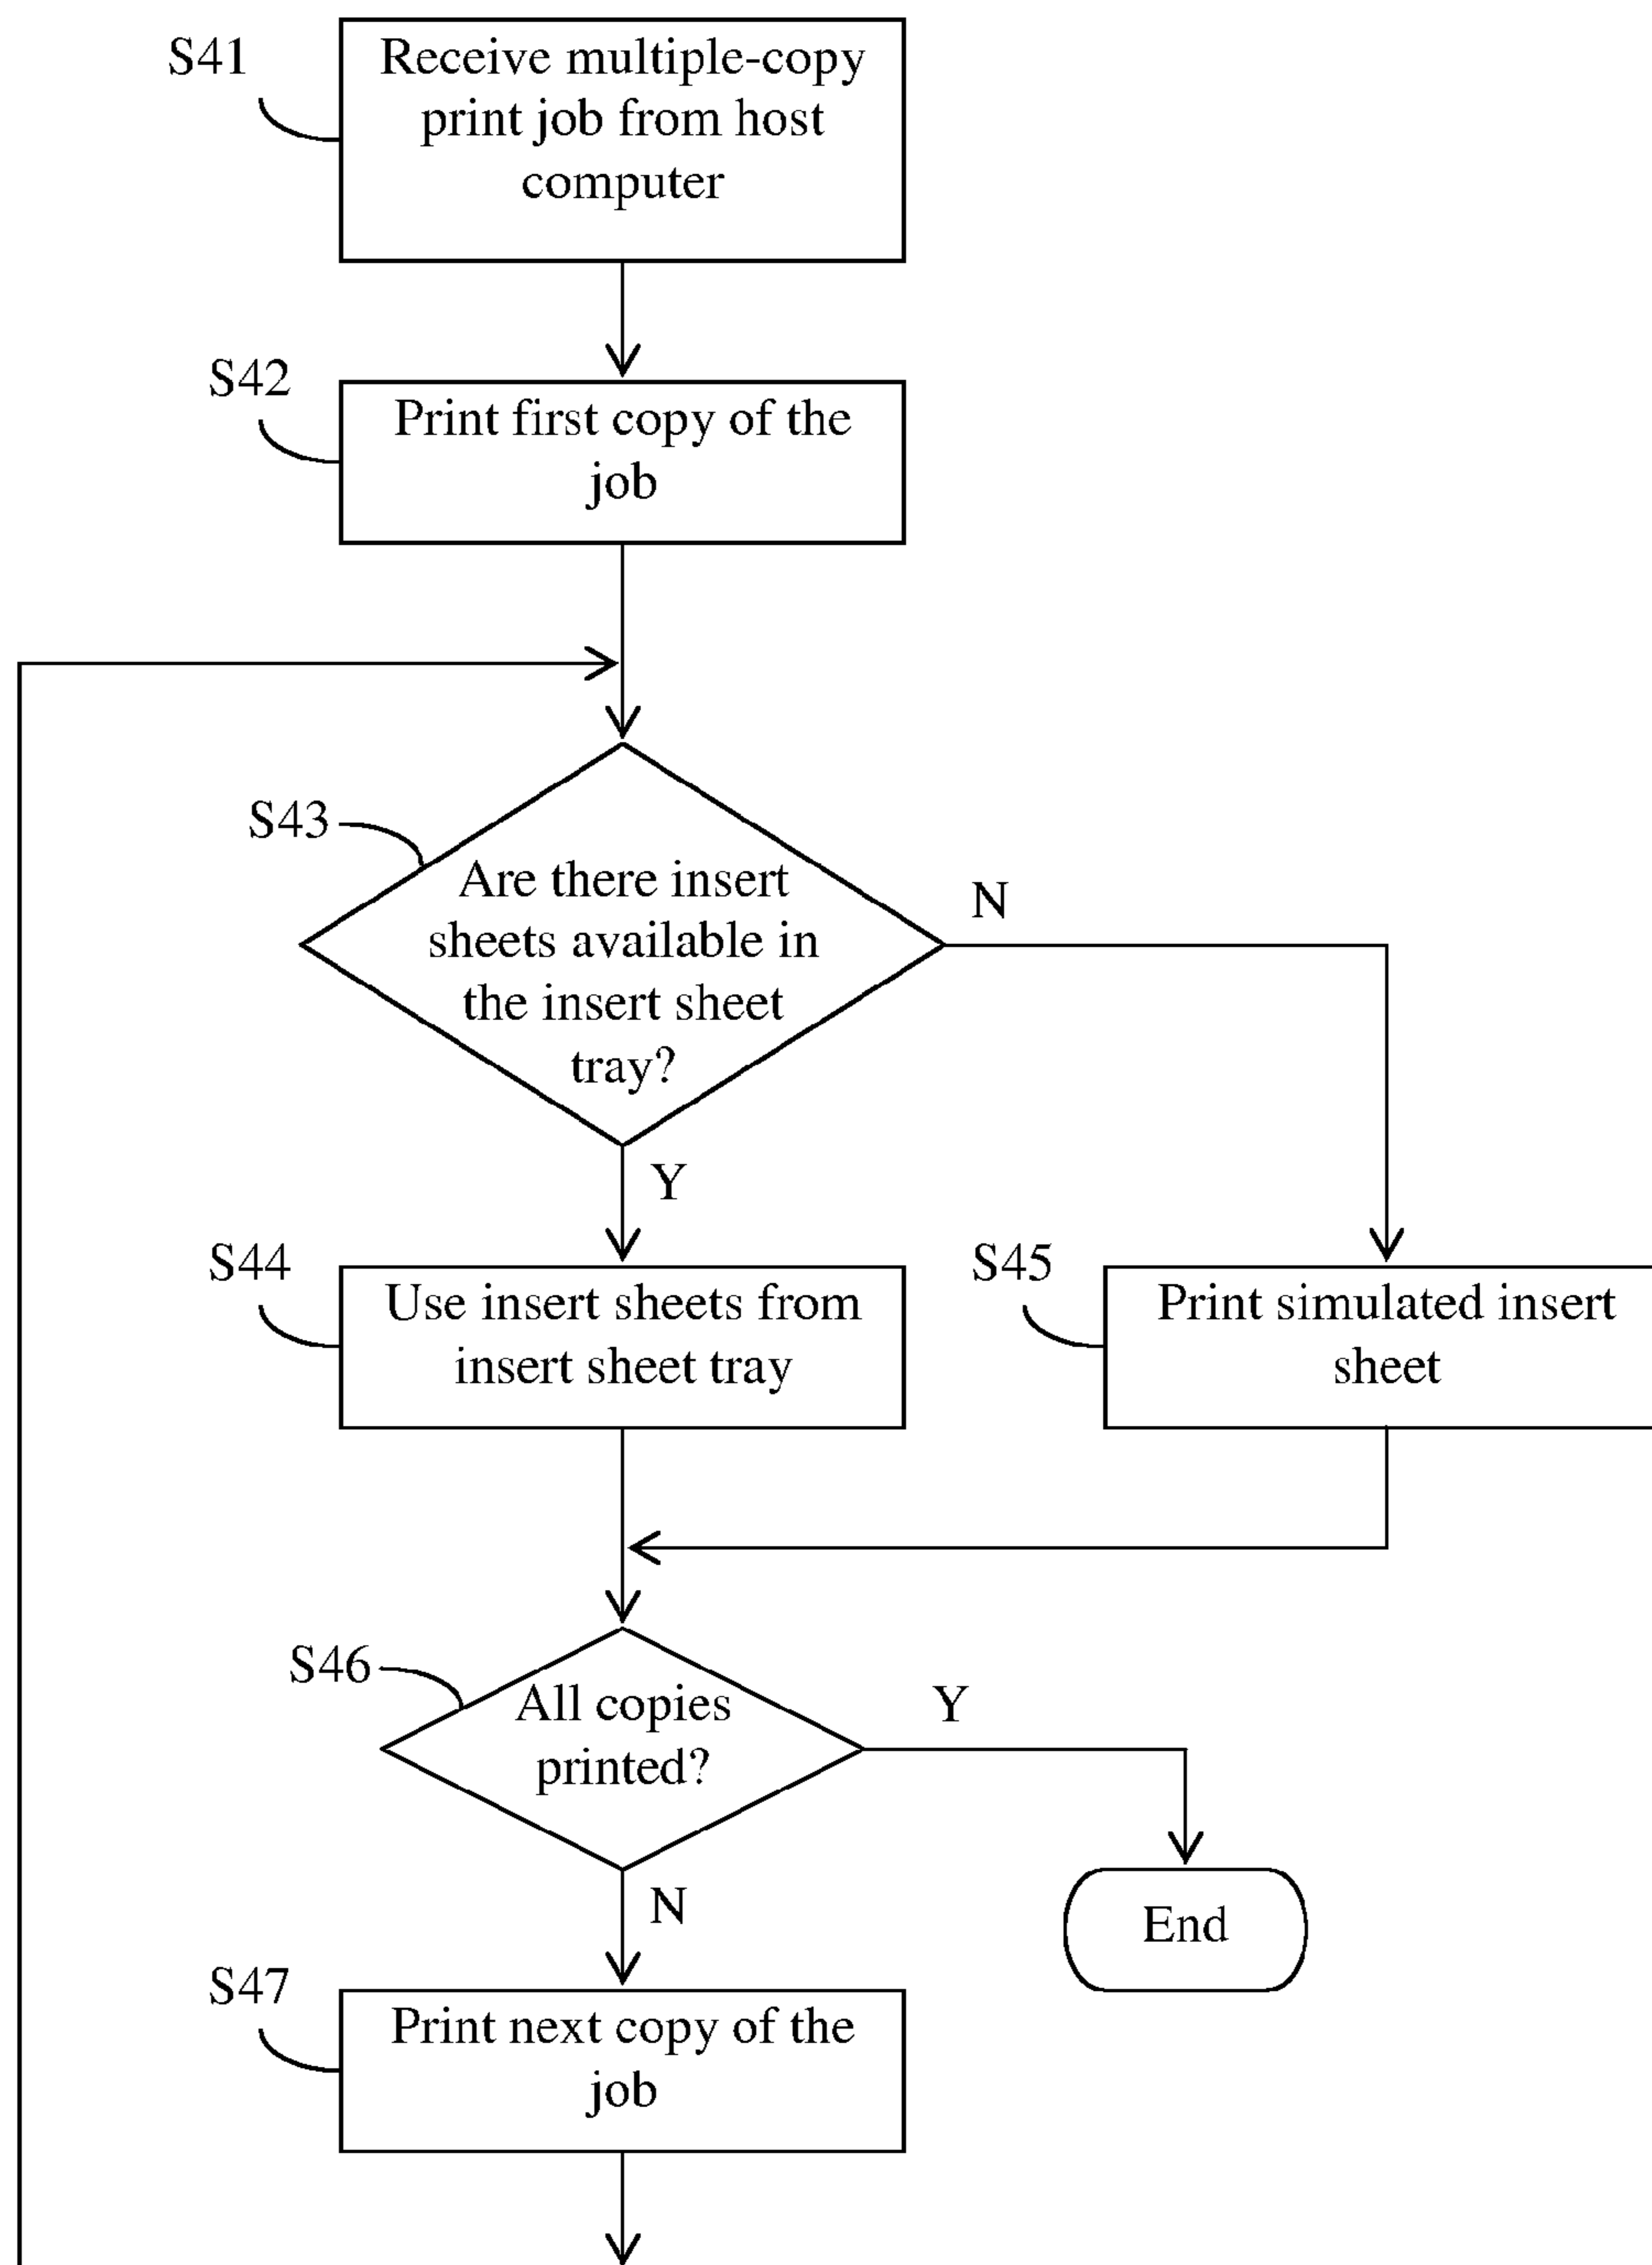 S41
Receive multiple-copy
print job from host
computer
S42
Print first copy of the
job
S43
Are there insert
sheets available in
the insert sheet
tray?
N
Y
S44
Use insert sheets from
insert sheet tray
S45
Print simulated insert
sheet
S46
All copies
printed?
Y
N
End
S47
Print next copy of the
job